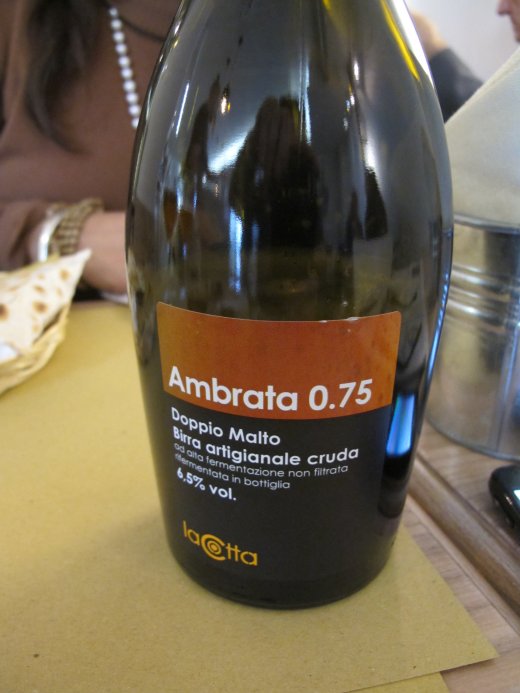 Ambrata 0.75
Doppio Malto
Birra artigianale cruda
ad alta fermentazione non filtrata
rifermentata in bottiglia
6,5% vol.
laCotta